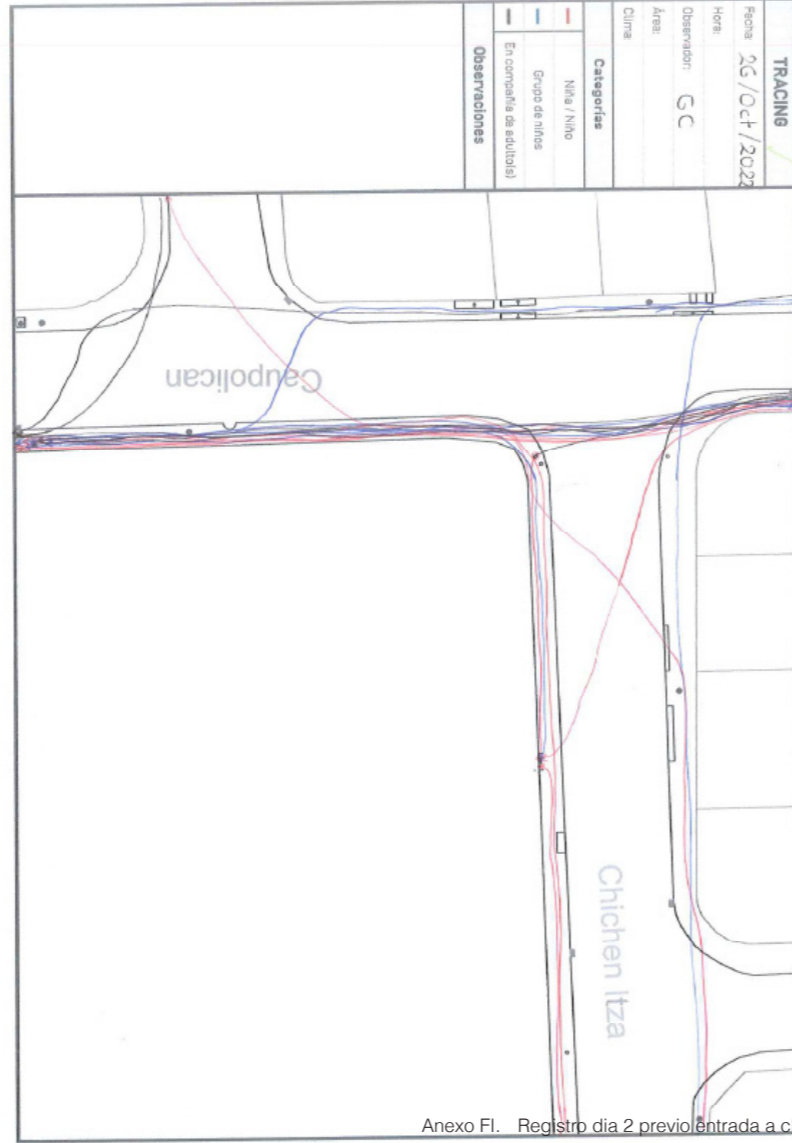 TRACING
Fecha: 26/Oct/2022
Hora:
Observador: GC
Área:
Clima:
Categorías
Niña / Niño
Grupo de niños
En compañía de adulto(s)
Observaciones
Caupolican
Chichen Itza
Anexo FI. Registro dia 2 previo entrada a c